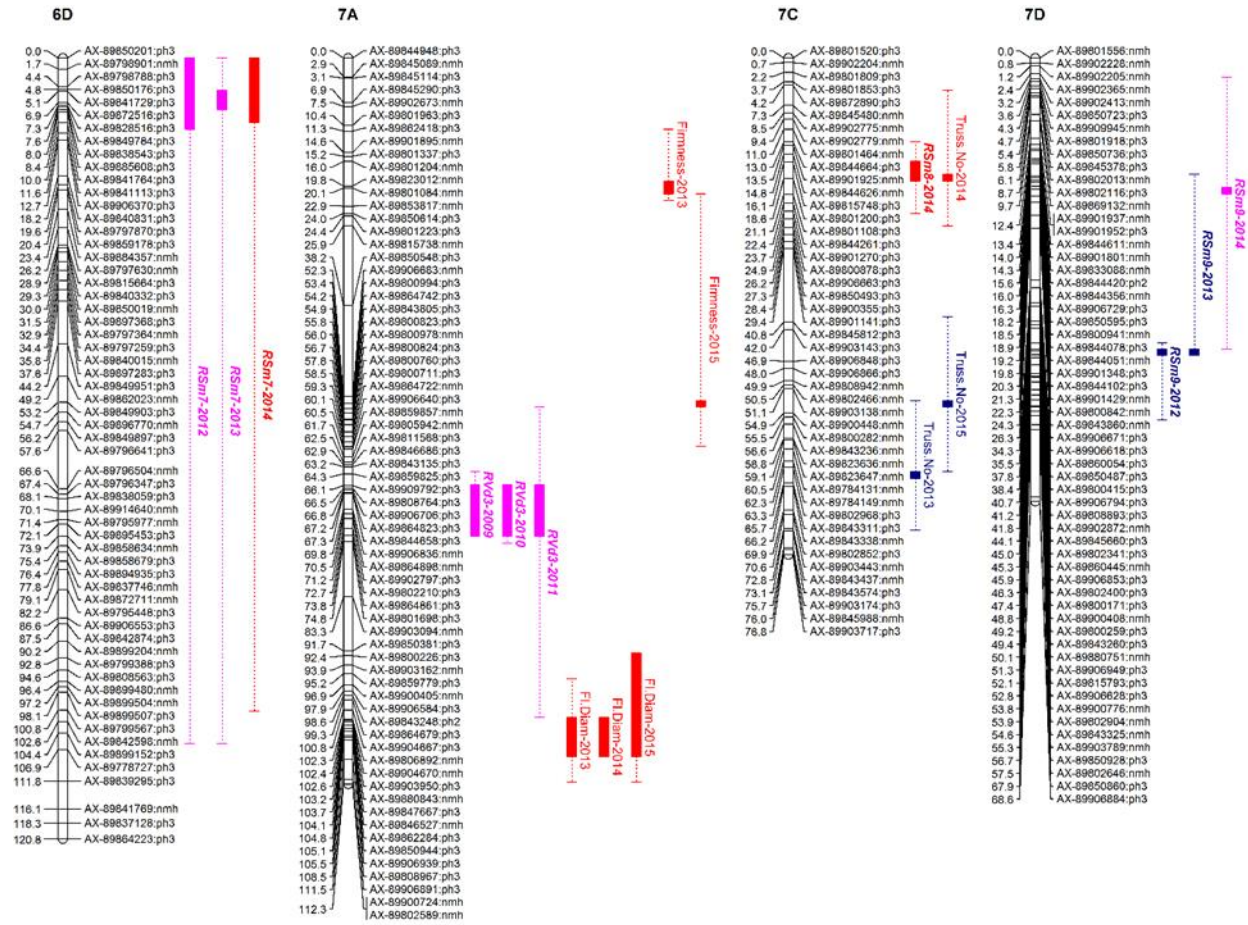 6D
0.0 AX-89850201:ph3
1.7 AX-89798901:nmh
4.4 AX-89798788:ph3
4.8 AX-89850176:ph3
5.1 AX-89841729:ph3
6.9 AX-89872516:ph3
7.3 AX-89828516:ph3
7.6 AX-89849784:ph3
8.0 AX-89838543:ph3
8.4 AX-89885608:ph3
10.0 AX-89841764:ph3
11.6 AX-89841113:ph3
12.7 AX-89906370:ph3
18.2 AX-89840831:ph3
19.6 AX-89797870:ph3
20.4 AX-89859178:ph3
23.4 AX-89884357:nmh
26.2 AX-89797630:nmh
28.9 AX-89815664:ph3
29.3 AX-89840332:ph3
30.0 AX-89850019:nmh
31.5 AX-89897368:ph3
32.9 AX-89797364:nmh
34.4 AX-89797259:ph3
35.8 AX-89840015:nmh
37.6 AX-89897283:ph3
44.2 AX-89849951:ph3
49.2 AX-89862023:nmh
53.2 AX-89849903:ph3
54.7 AX-89896770:nmh
56.2 AX-89849897:ph3
57.6 AX-89796641:ph3
66.6 AX-89796504:nmh
67.4 AX-89796347:ph3
68.1 AX-89838059:ph3
70.1 AX-89914640:nmh
71.4 AX-89795977:nmh
72.1 AX-89895453:ph3
73.9 AX-89858634:nmh
75.4 AX-89858679:ph3
76.4 AX-89894935:ph3
77.8 AX-89837746:nmh
79.1 AX-89872711:nmh
82.2 AX-89795448:ph3
86.6 AX-89906553:ph3
87.5 AX-89842874:ph3
90.2 AX-89899204:nmh
92.8 AX-89799388:ph3
94.6 AX-89808563:ph3
96.4 AX-89899480:nmh
97.2 AX-89899504:nmh
98.1 AX-89899507:ph3
100.8 AX-89799567:ph3
102.6 AX-89842598:nmh
104.4 AX-89899152:ph3
106.9 AX-89778727:ph3
111.8 AX-89839295:ph3
116.1 AX-89841769:nmh
118.3 AX-89837128:ph3
120.8 AX-89864223:ph3
RSm7-2012
RSm7-2013
RSm7-2014
7A
0.0 AX-89844948:ph3
2.9 AX-89845089:nmh
3.1 AX-89845114:ph3
6.9 AX-89845290:ph3
7.5 AX-89902673:nmh
10.4 AX-89801963:ph3
11.3 AX-89862418:ph3
14.6 AX-89901895:nmh
15.2 AX-89801337:ph3
16.0 AX-89801204:nmh
19.8 AX-89823012:nmh
20.1 AX-89801084:ph3
22.9 AX-89853817:nmh
24.0 AX-89850614:ph3
24.4 AX-89801223:ph3
25.9 AX-89815738:nmh
38.2 AX-89850548:ph3
52.3 AX-89906683:nmh
53.4 AX-89800994:ph3
54.2 AX-89864742:ph3
54.9 AX-89843805:ph3
55.8 AX-89800823:ph3
56.0 AX-89800978:nmh
56.7 AX-89800824:ph3
57.8 AX-89800760:ph3
58.5 AX-89800711:ph3
59.3 AX-89864722:nmh
60.1 AX-89906640:ph3
60.5 AX-89859857:nmh
61.7 AX-89805942:nmh
62.5 AX-89811568:ph3
62.9 AX-89846686:ph3
63.2 AX-89843135:ph3
64.3 AX-89859825:nmh
66.1 AX-89909792:ph3
66.5 AX-89808764:ph3
66.8 AX-89906706:ph3
67.2 AX-89864823:ph3
67.3 AX-89844658:ph3
69.8 AX-89906836:nmh
70.5 AX-89864898:nmh
71.2 AX-89902797:ph3
72.7 AX-89802210:ph3
73.8 AX-89864861:ph3
74.8 AX-89801698:ph3
83.3 AX-89903094:nmh
91.7 AX-89850381:ph3
92.4 AX-89800226:ph3
93.9 AX-89903162:nmh
95.2 AX-89859779:ph3
96.9 AX-89900405:nmh
97.9 AX-89906584:ph3
98.6 AX-89843248:ph2
99.3 AX-89864679:ph3
100.8 AX-89904667:ph3
102.3 AX-89806892:nmh
102.4 AX-89904670:nmh
102.6 AX-89903950:ph3
103.2 AX-89880843:nmh
103.7 AX-89847667:ph3
104.1 AX-89846527:nmh
104.8 AX-89862284:ph3
105.1 AX-89850944:ph3
105.5 AX-89906939:ph3
108.5 AX-89808967:ph3
111.5 AX-89906891:ph3
112.3 AX-89900724:nmh
AX-89802589:nmh
RVd3-2009
RVd3-2010
RVd3-2011
Fl.Diam-2013
Fl.Diam-2014
Fl.Diam-2015
Firmness-2013
Firmness-2015
7C
0.0 AX-89801520:ph3
0.7 AX-89902204:nmh
2.2 AX-89801809:ph3
3.7 AX-89801853:ph3
4.2 AX-89872890:ph3
7.3 AX-89845480:ph3
8.5 AX-89902775:nmh
9.4 AX-89902779:nmh
11.0 AX-89801464:nmh
13.0 AX-89844664:ph3
13.5 AX-89901925:nmh
14.8 AX-89844626:nmh
16.1 AX-89815748:ph3
18.6 AX-89801200:ph3
21.1 AX-89801108:ph3
22.4 AX-89844261:ph3
23.7 AX-89901270:nmh
24.9 AX-89800878:ph3
26.2 AX-89906663:ph3
27.3 AX-89850493:ph3
28.4 AX-89900355:nmh
29.4 AX-89901141:ph3
40.8 AX-89845812:nmh
42.0 AX-89903143:nmh
46.9 AX-89906848:ph3
48.0 AX-89906866:ph3
49.9 AX-89808942:ph3
50.5 AX-89802466:ph3
51.1 AX-89903138:nmh
54.9 AX-89900448:nmh
55.5 AX-89800282:ph3
56.6 AX-89843236:nmh
58.8 AX-89823636:nmh
59.1 AX-89823647:nmh
60.5 AX-89784131:nmh
62.3 AX-89784149:nmh
63.3 AX-89802968:ph3
65.7 AX-89843311:ph3
66.2 AX-89843338:nmh
69.9 AX-89802852:ph3
70.6 AX-89903443:nmh
72.8 AX-89843437:nmh
73.1 AX-89843574:ph3
75.7 AX-89903174:ph3
76.0 AX-89845988:nmh
76.8 AX-89903717:ph3
RSm8-2014
Truss.No-2014
Truss.No-2013
Truss.No-2015
7D
0.0 AX-89801556:nmh
0.8 AX-89902228:nmh
1.2 AX-89902205:nmh
2.4 AX-89902365:nmh
3.2 AX-89902413:nmh
3.6 AX-89850723:ph3
4.3 AX-89909945:nmh
4.7 AX-89801918:ph3
5.4 AX-89850736:ph3
5.8 AX-89845378:ph3
6.1 AX-89802013:nmh
8.7 AX-89802116:ph3
9.7 AX-89869132:nmh
12.4 AX-89901937:nmh
AX-89901952:ph3
13.4 AX-89844611:nmh
14.0 AX-89901801:nmh
14.3 AX-89833088:nmh
15.6 AX-89844420:ph2
16.0 AX-89844356:nmh
16.3 AX-89906729:ph3
18.2 AX-89850595:ph3
18.5 AX-89800941:nmh
18.9 AX-89844078:ph3
19.2 AX-89844051:nmh
19.8 AX-89901348:ph3
20.3 AX-89844102:nmh
21.3 AX-89901429:nmh
22.3 AX-89800842:nmh
24.3 AX-89843860:nmh
26.3 AX-89906671:ph3
34.3 AX-89906618:ph3
35.5 AX-89860054:ph3
37.8 AX-89850487:ph3
38.4 AX-89800415:ph3
40.7 AX-89906794:ph3
41.2 AX-89808893:ph3
41.8 AX-89902872:nmh
44.1 AX-89845660:nmh
45.0 AX-89802341:ph3
45.3 AX-89860445:nmh
45.9 AX-89906853:ph3
46.3 AX-89802400:ph3
47.4 AX-89800171:ph3
48.8 AX-89900408:nmh
49.2 AX-89800259:ph3
49.4 AX-89843260:ph3
50.1 AX-89880751:nmh
51.3 AX-89906949:ph3
52.1 AX-89815793:ph3
52.8 AX-89906628:ph3
53.8 AX-89900776:nmh
53.9 AX-89802904:nmh
54.6 AX-89843325:nmh
55.3 AX-89903789:nmh
56.7 AX-89850928:ph3
57.5 AX-89802646:nmh
67.9 AX-89850860:ph3
68.6 AX-89906884:ph3
RSm9-2012
RSm9-2013
RSm9-2014